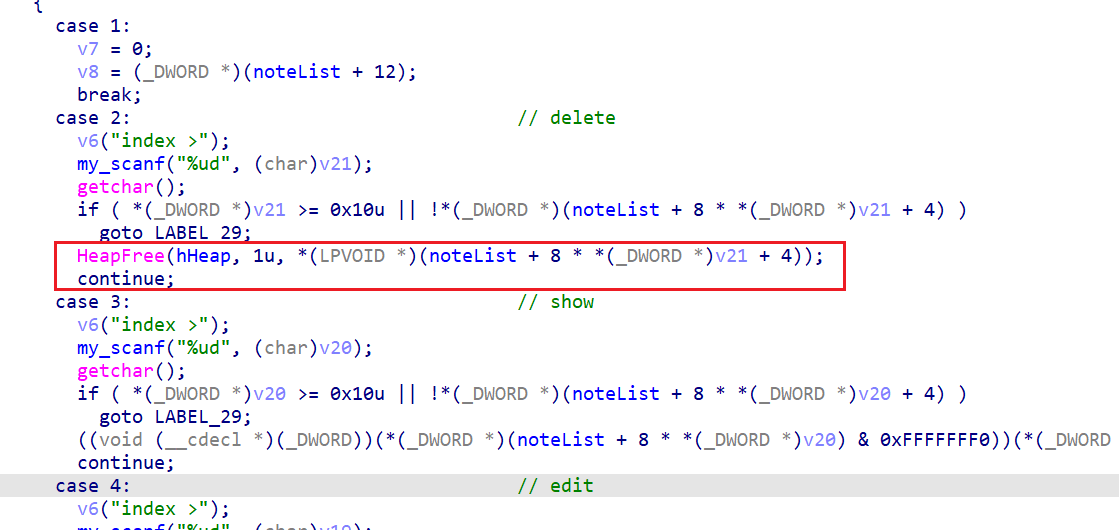 {
case 1:
v7 = 0;
v8 = (_DWORD *)(noteList + 12);
break;
case 2: // delete
v6("index >");
my_scanf("%ud", (char)v21);
getchar();
if ( *(_DWORD *)v21 >= 0x10u || !*(_DWORD *)(noteList + 8 * *(_DWORD *)v21 + 4) )
goto LABEL_29;
HeapFree(hHeap, 1u, *(LPVOID *)(noteList + 8 * *(_DWORD *)v21 + 4));
continue;
case 3: // show
v6("index >");
my_scanf("%ud", (char)v20);
getchar();
if ( *(_DWORD *)v20 >= 0x10u || !*(_DWORD *)(noteList + 8 * *(_DWORD *)v20 + 4) )
goto LABEL_29;
((void (__cdecl *)(_DWORD))(*(_DWORD *)(noteList + 8 * *(_DWORD *)v20) & 0xFFFFFFF0))(*(_DWORD
continue;
case 4: // edit
v6("index >");
my_scanf("%ud", (char)v19);